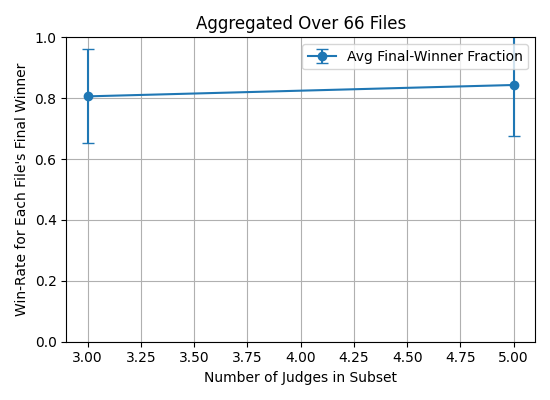 Aggregated Over 66 Files
Avg Final-Winner Fraction
Win-Rate for Each File's Final Winner
1.0
0.8
0.6
0.4
0.2
0.0
3.00 3.25 3.50 3.75 4.00 4.25 4.50 4.75 5.00
Number of Judges in Subset